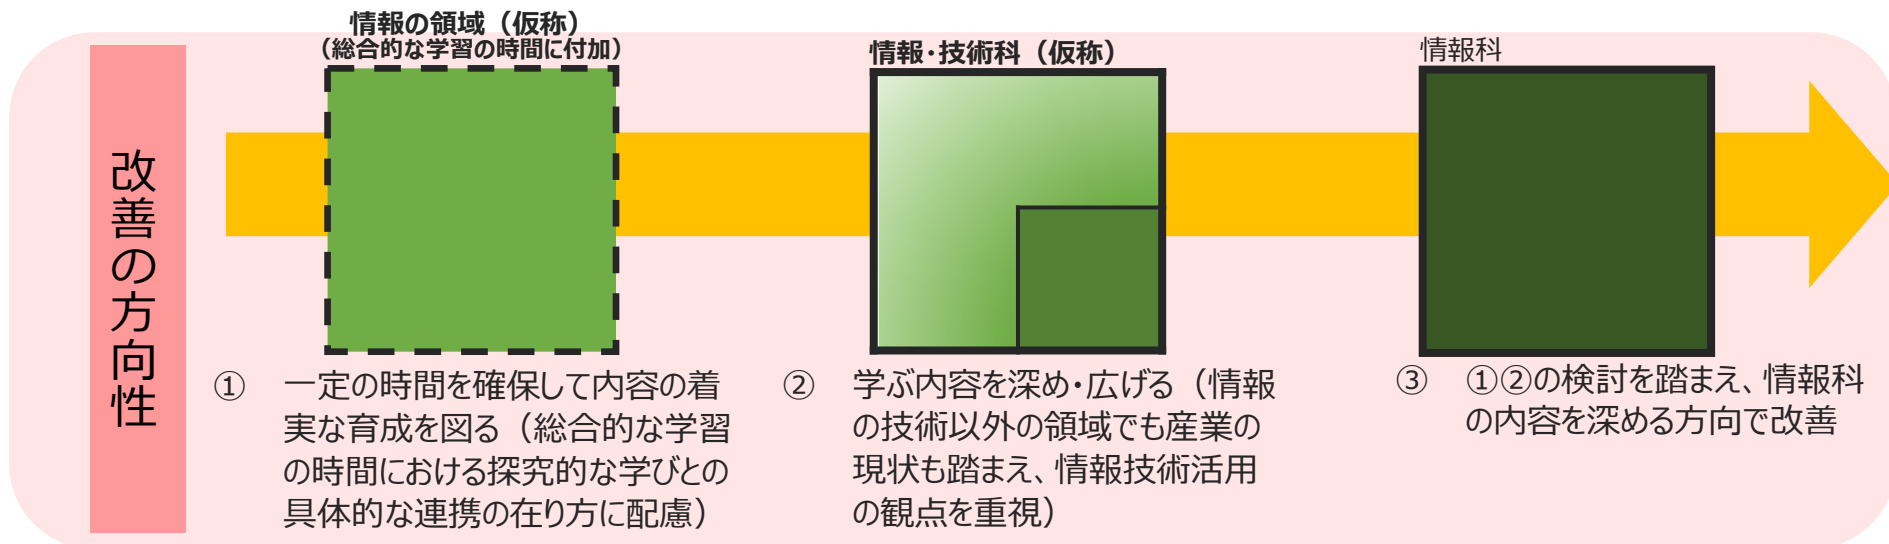 改善の方向性
情報の領域（仮称）
（総合的な学習の時間に付加）
① 一定の時間を確保して内容の着
実な育成を図る（総合的な学習
の時間における探究的な学びとの
具体的な連携の在り方に配慮）
情報・技術科（仮称）
② 学ぶ内容を深め・広げる（情報
の技術以外の領域でも産業の
現状も踏まえ、情報技術活用
の観点を重視）
情報科
③ ①②の検討を踏まえ、情報科
の内容を深める方向で改善